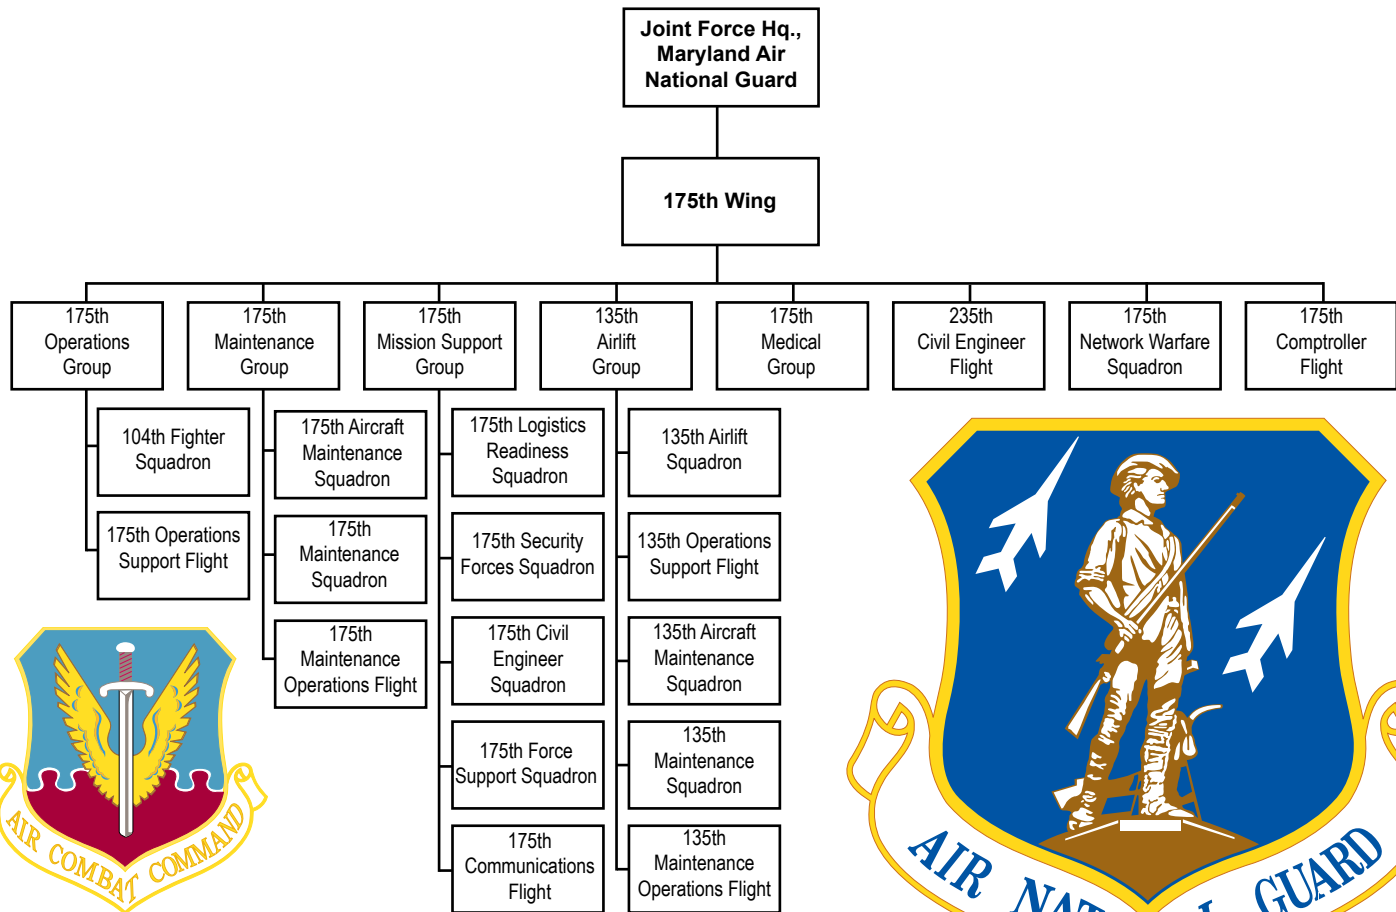 Joint Force Hq.,
Maryland Air
National Guard
175th Wing
175th
Operations
Group
175th
Maintenance
Group
175th
Mission Support
Group
135th
Airlift
Group
175th
Medical
Group
235th
Civil Engineer
Flight
175th
Network Warfare
Squadron
175th
Comptroller
Flight
104th Fighter
Squadron
175th Operations
Support Flight
175th Aircraft
Maintenance
Squadron
175th
Maintenance
Squadron
175th
Maintenance
Operations Flight
175th Logistics
Readiness
Squadron
175th Security
Forces Squadron
175th Civil
Engineer
Squadron
175th Force
Support Squadron
175th
Communications
Flight
135th Airlift
Squadron
135th Operations
Support Flight
135th Aircraft
Maintenance
Squadron
135th
Maintenance
Squadron
135th
Maintenance
Operations Flight
AIR COMBAT COMMAND
AIR GUARD